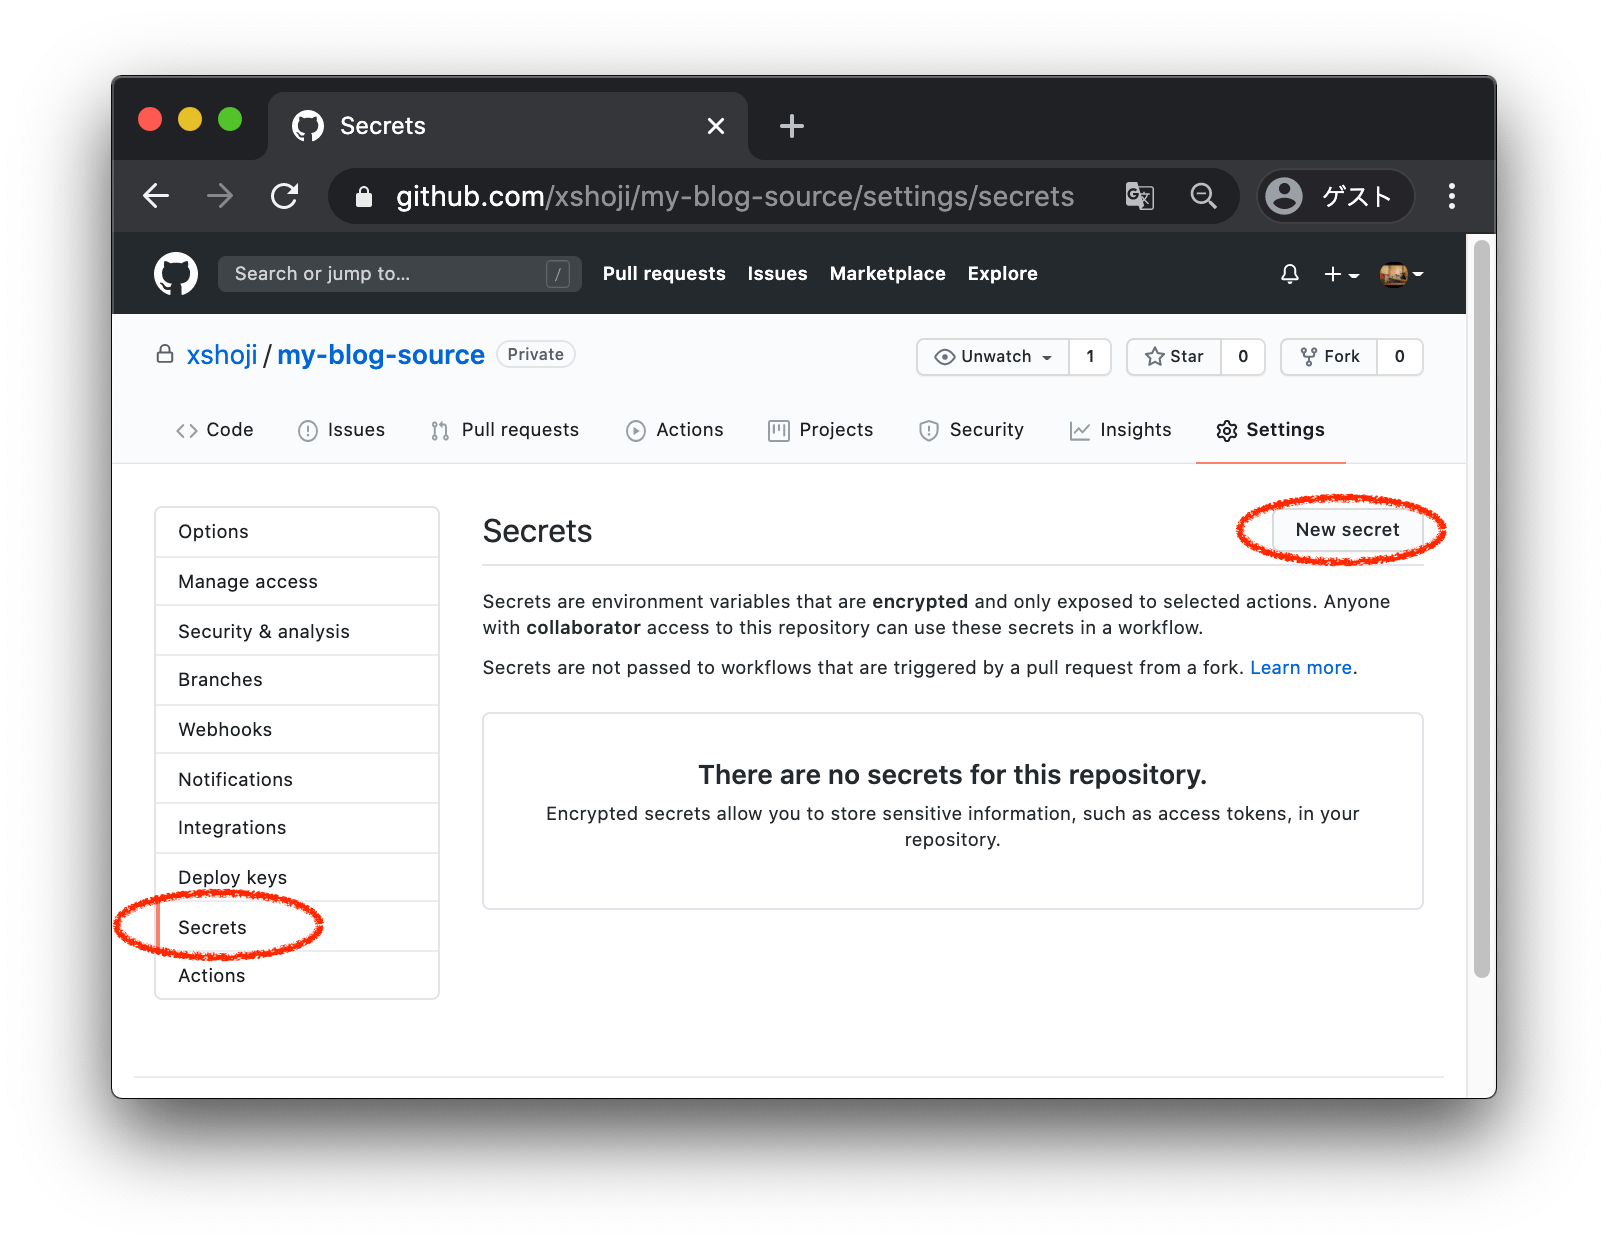 Secrets
github.com/xshoji/my-blog-source/settings/secrets
ゲスト
Search or jump to... /
Pull requests Issues Marketplace Explore
xshoji / my-blog-source Private
Unwatch 1 Star 0 Fork 0
Code Issues Pull requests Actions Projects Security Insights Settings
Options
Manage access
Security & analysis
Branches
Webhooks
Notifications
Integrations
Deploy keys
Secrets
Actions
Secrets
New secret
Secrets are environment variables that are encrypted and only exposed to selected actions. Anyone
with collaborator access to this repository can use these secrets in a workflow.
Secrets are not passed to workflows that are triggered by a pull request from a fork. Learn more.
There are no secrets for this repository.
Encrypted secrets allow you to store sensitive information, such as access tokens, in your
repository.